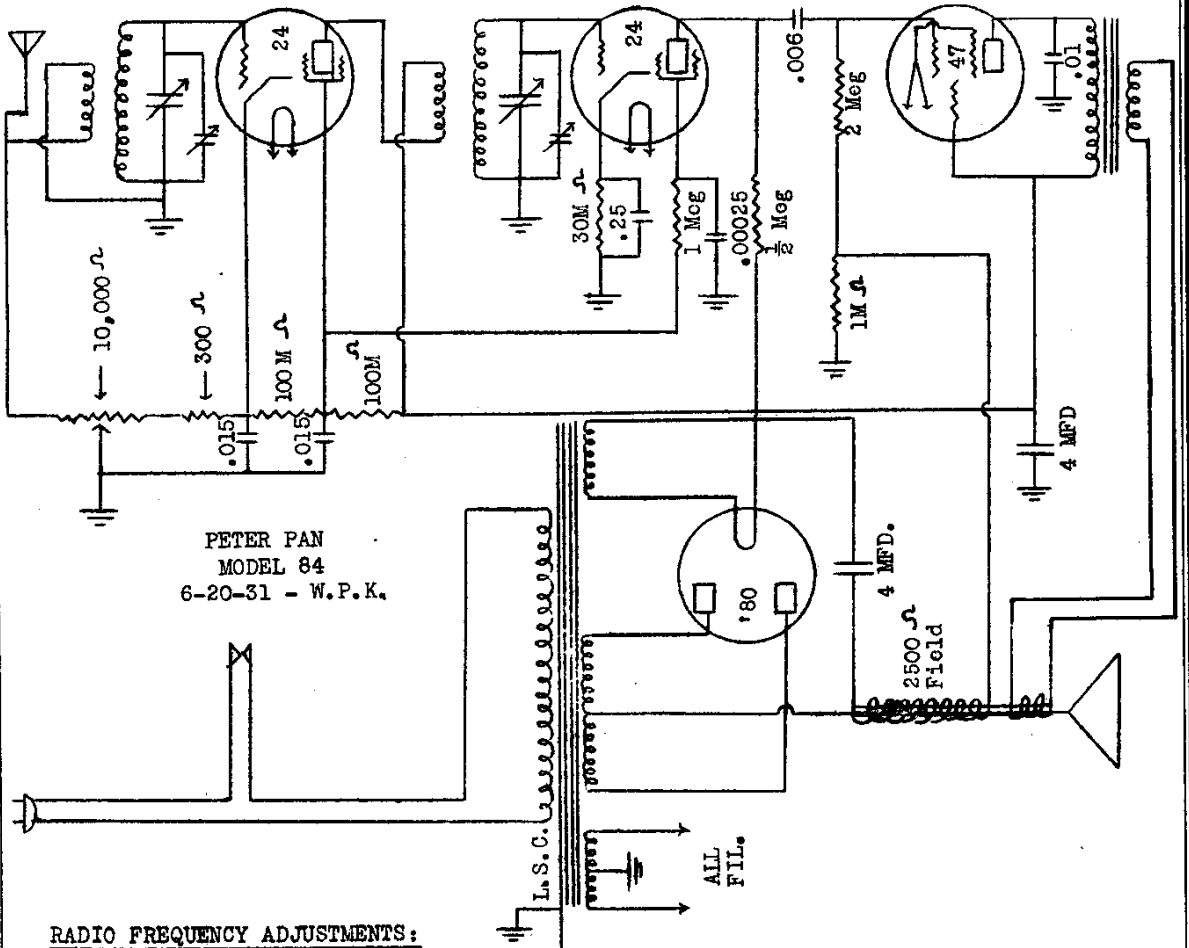 24
24
47
.006
.01
2 Meg
30M Ω
.25
1 Meg
.00025
½ Meg
10,000 Ω
300 Ω
100 M Ω
100M Ω
1M Ω
.015
.015
4 MFD
PETER PAN
MODEL 84
6-20-31 - W.P.K.
'80
4 MFD.
2500 Ω
Field
L.S.C.
ALL
FIL.
RADIO FREQUENCY ADJUSTMENTS: